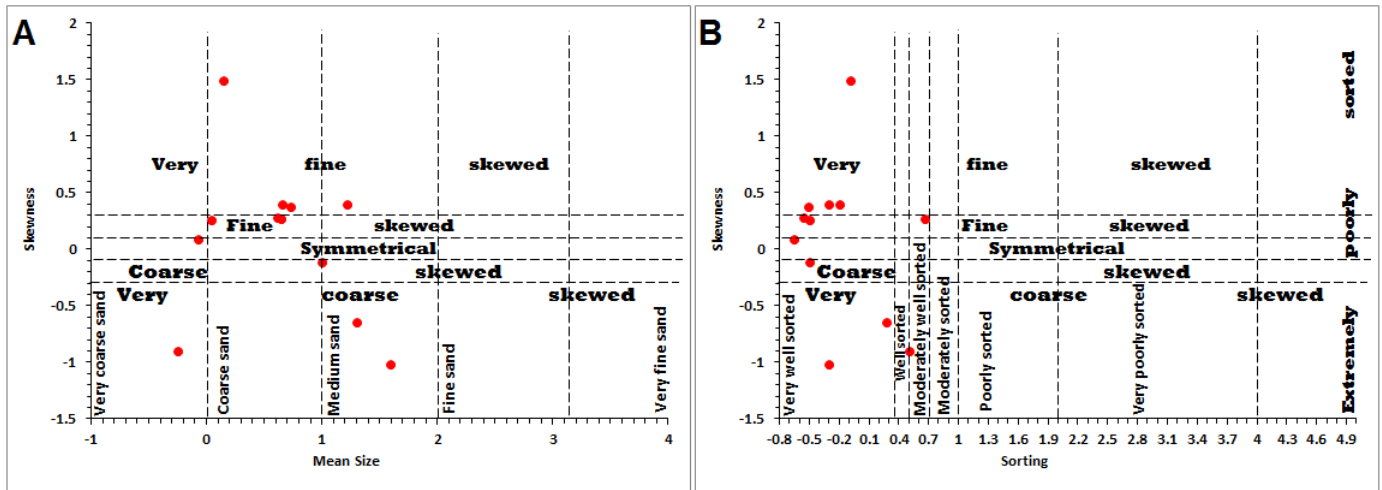 A
2
1.5
1
0.5
0
-0.5
-1
-1.5
Skewness
Very fine skewed
Fine skewed
Symmetrical
Coarse skewed
Very coarse skewed
Very coarse sand
Coarse sand
Medium sand
Fine sand
Very fine sand
-1 0 1 2 3 4
Mean Size
B
2
1.5
1
0.5
0
-0.5
-1
-1.5
Skewness
Very fine skewed
Fine skewed
Symmetrical
Coarse skewed
Very coarse skewed
Very well sorted
Well sorted
Moderately well sorted
Moderately sorted
Poorly sorted
Very poorly sorted
Extremely poorly sorted
-0.8 -0.5 -0.2 0.1 0.4 0.7 1 1.3 1.6 1.9 2.2 2.5 2.8 3.1 3.4 3.7 4 4.3 4.6 4.9
Sorting